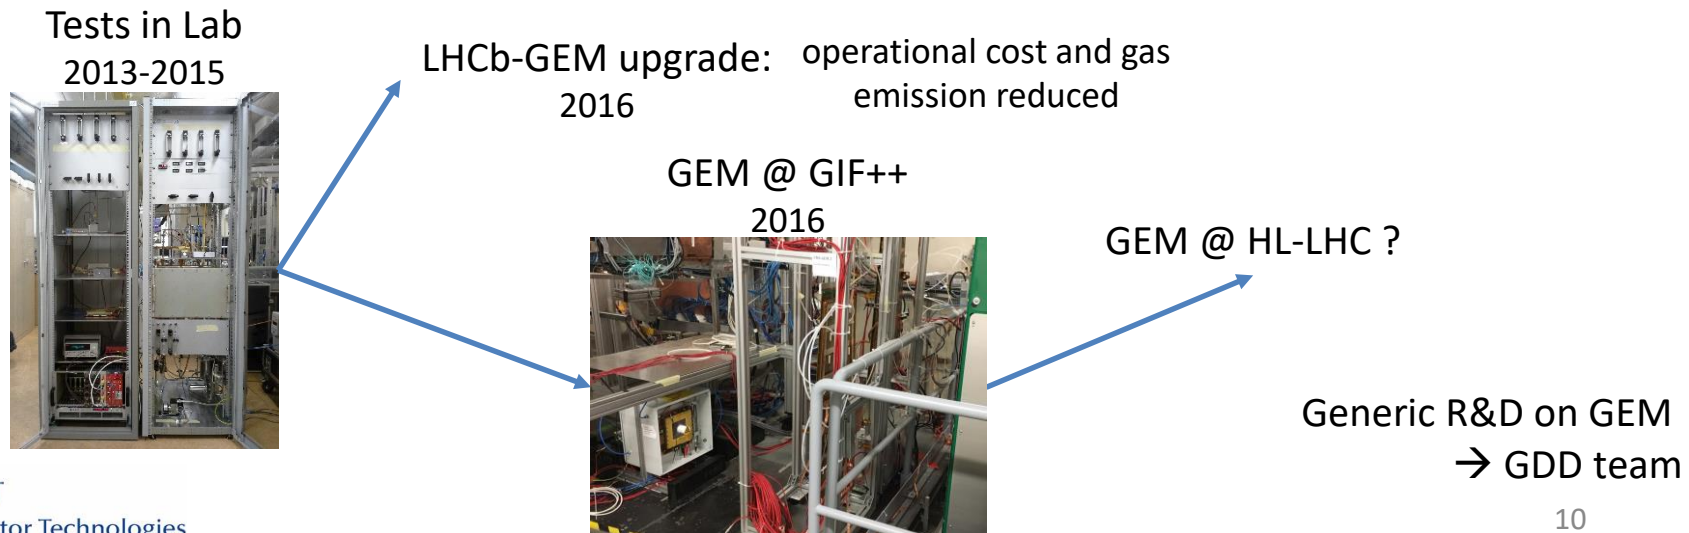 Tests in Lab
2013-2015
LHCb-GEM upgrade:
2016
operational cost and gas
emission reduced
GEM @ GIF++
2016
GEM @ HL-LHC ?
Generic R&D on GEM
→ GDD team
tor Technologies
10